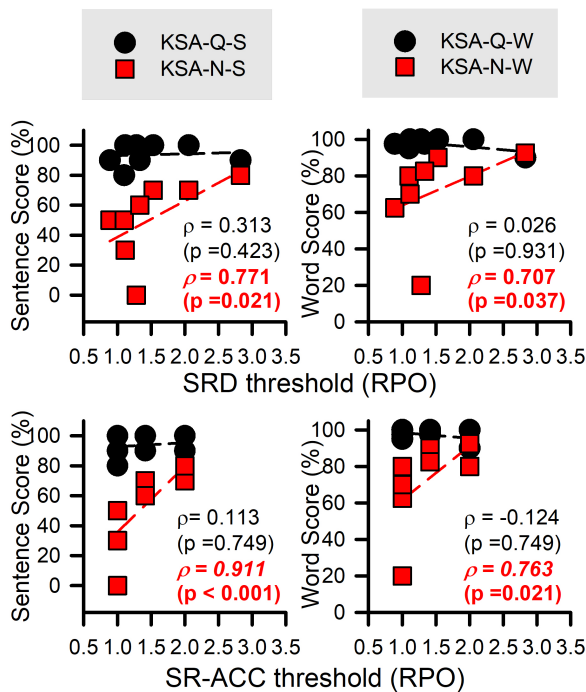 KSA-Q-S
KSA-N-S
KSA-Q-W
KSA-N-W
Sentence Score (%)
100
80
60
40
20
0
ρ = 0.313
(p =0.423)
ρ = 0.771
(p =0.021)
0.5 1.0 1.5 2.0 2.5 3.0 3.5
Word Score (%)
100
80
60
40
20
0
ρ = 0.026
(p =0.931)
ρ = 0.707
(p =0.037)
0.5 1.0 1.5 2.0 2.5 3.0 3.5
SRD threshold (RPO)
Sentence Score (%)
100
80
60
40
20
0
ρ = 0.113
(p =0.749)
ρ = 0.911
(p < 0.001)
0.5 1.0 1.5 2.0 2.5 3.0 3.5
Word Score (%)
100
80
60
40
20
0
ρ = -0.124
(p =0.749)
ρ = 0.763
(p =0.021)
0.5 1.0 1.5 2.0 2.5 3.0 3.5
SR-ACC threshold (RPO)